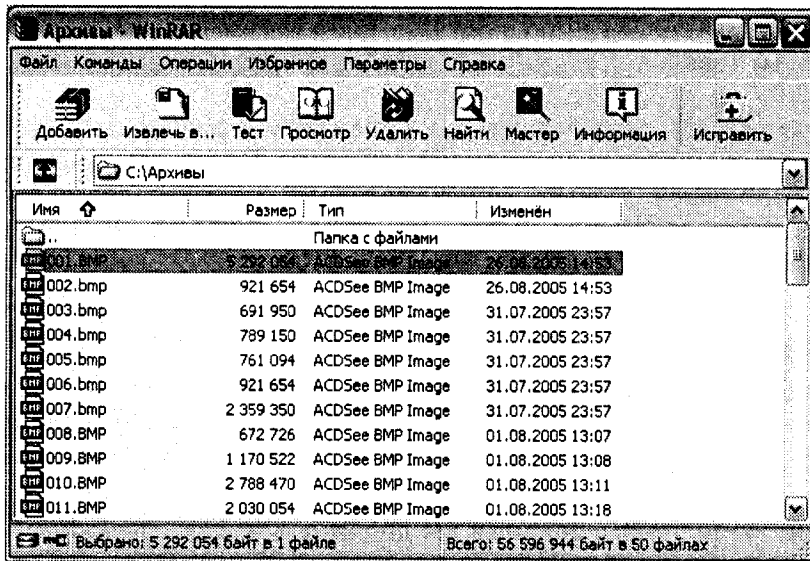 Архивы - WinRAR
Файл Команды Операции Избранное Параметры Справка
Добавить Извлечь в... Тест Просмотр Удалить Найти Мастер Информация Исправить
C:\Архивы
Имя Размер Тип Изменён
.. Папка с файлами
001.BMP 5 292 054 ACDSee BMP Image 26.08.2005 14:53
002.bmp 921 654 ACDSee BMP Image 26.08.2005 14:53
003.bmp 691 950 ACDSee BMP Image 31.07.2005 23:57
004.bmp 789 150 ACDSee BMP Image 31.07.2005 23:57
005.bmp 761 094 ACDSee BMP Image 31.07.2005 23:57
006.bmp 921 654 ACDSee BMP Image 31.07.2005 23:57
007.bmp 2 359 350 ACDSee BMP Image 31.07.2005 23:57
008.BMP 672 726 ACDSee BMP Image 01.08.2005 13:07
009.BMP 1 170 522 ACDSee BMP Image 01.08.2005 13:08
010.BMP 2 788 470 ACDSee BMP Image 01.08.2005 13:11
011.BMP 2 030 054 ACDSee BMP Image 01.08.2005 13:18
Выбрано: 5 292 054 байт в 1 файле Всего: 56 596 944 байт в 50 файлах